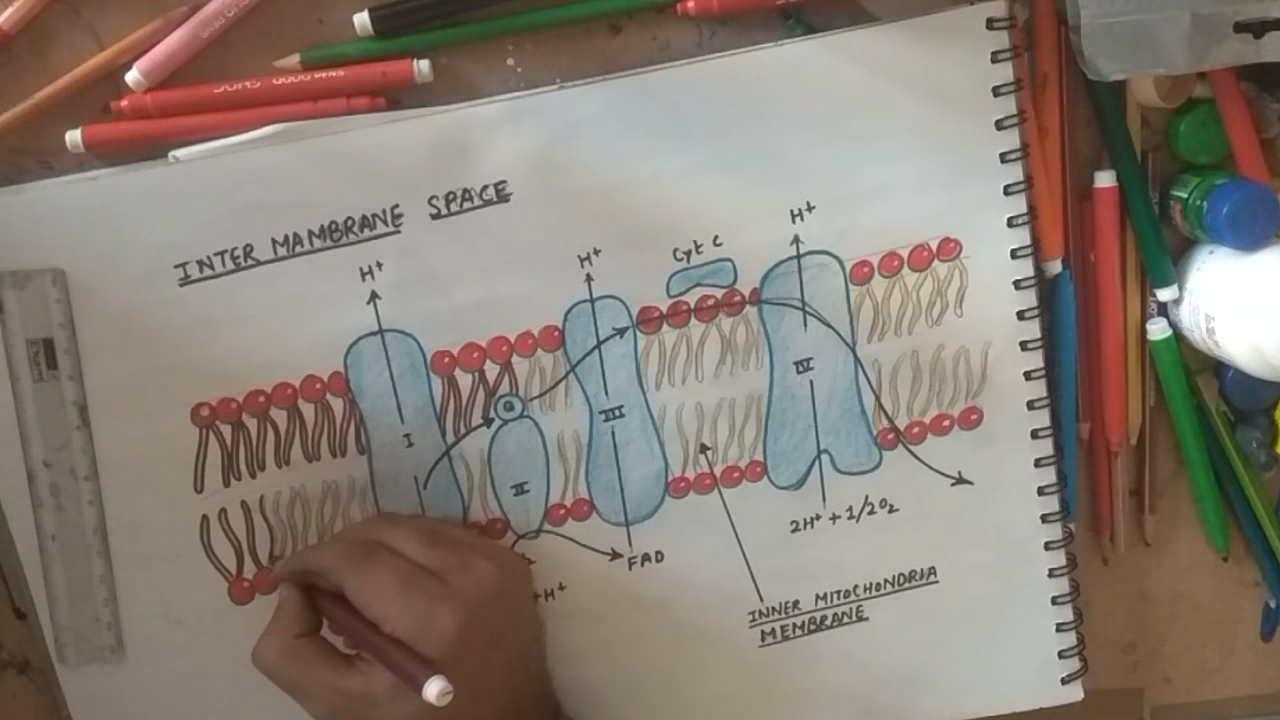 INTER MAMBRANE SPACE
H⁺
H⁺
Cyt C
H⁺
I
II
III
IV
2H⁺ + 1/2O₂
FAD
+H⁺
INNER MITOCHONDRIA
MEMBRANE